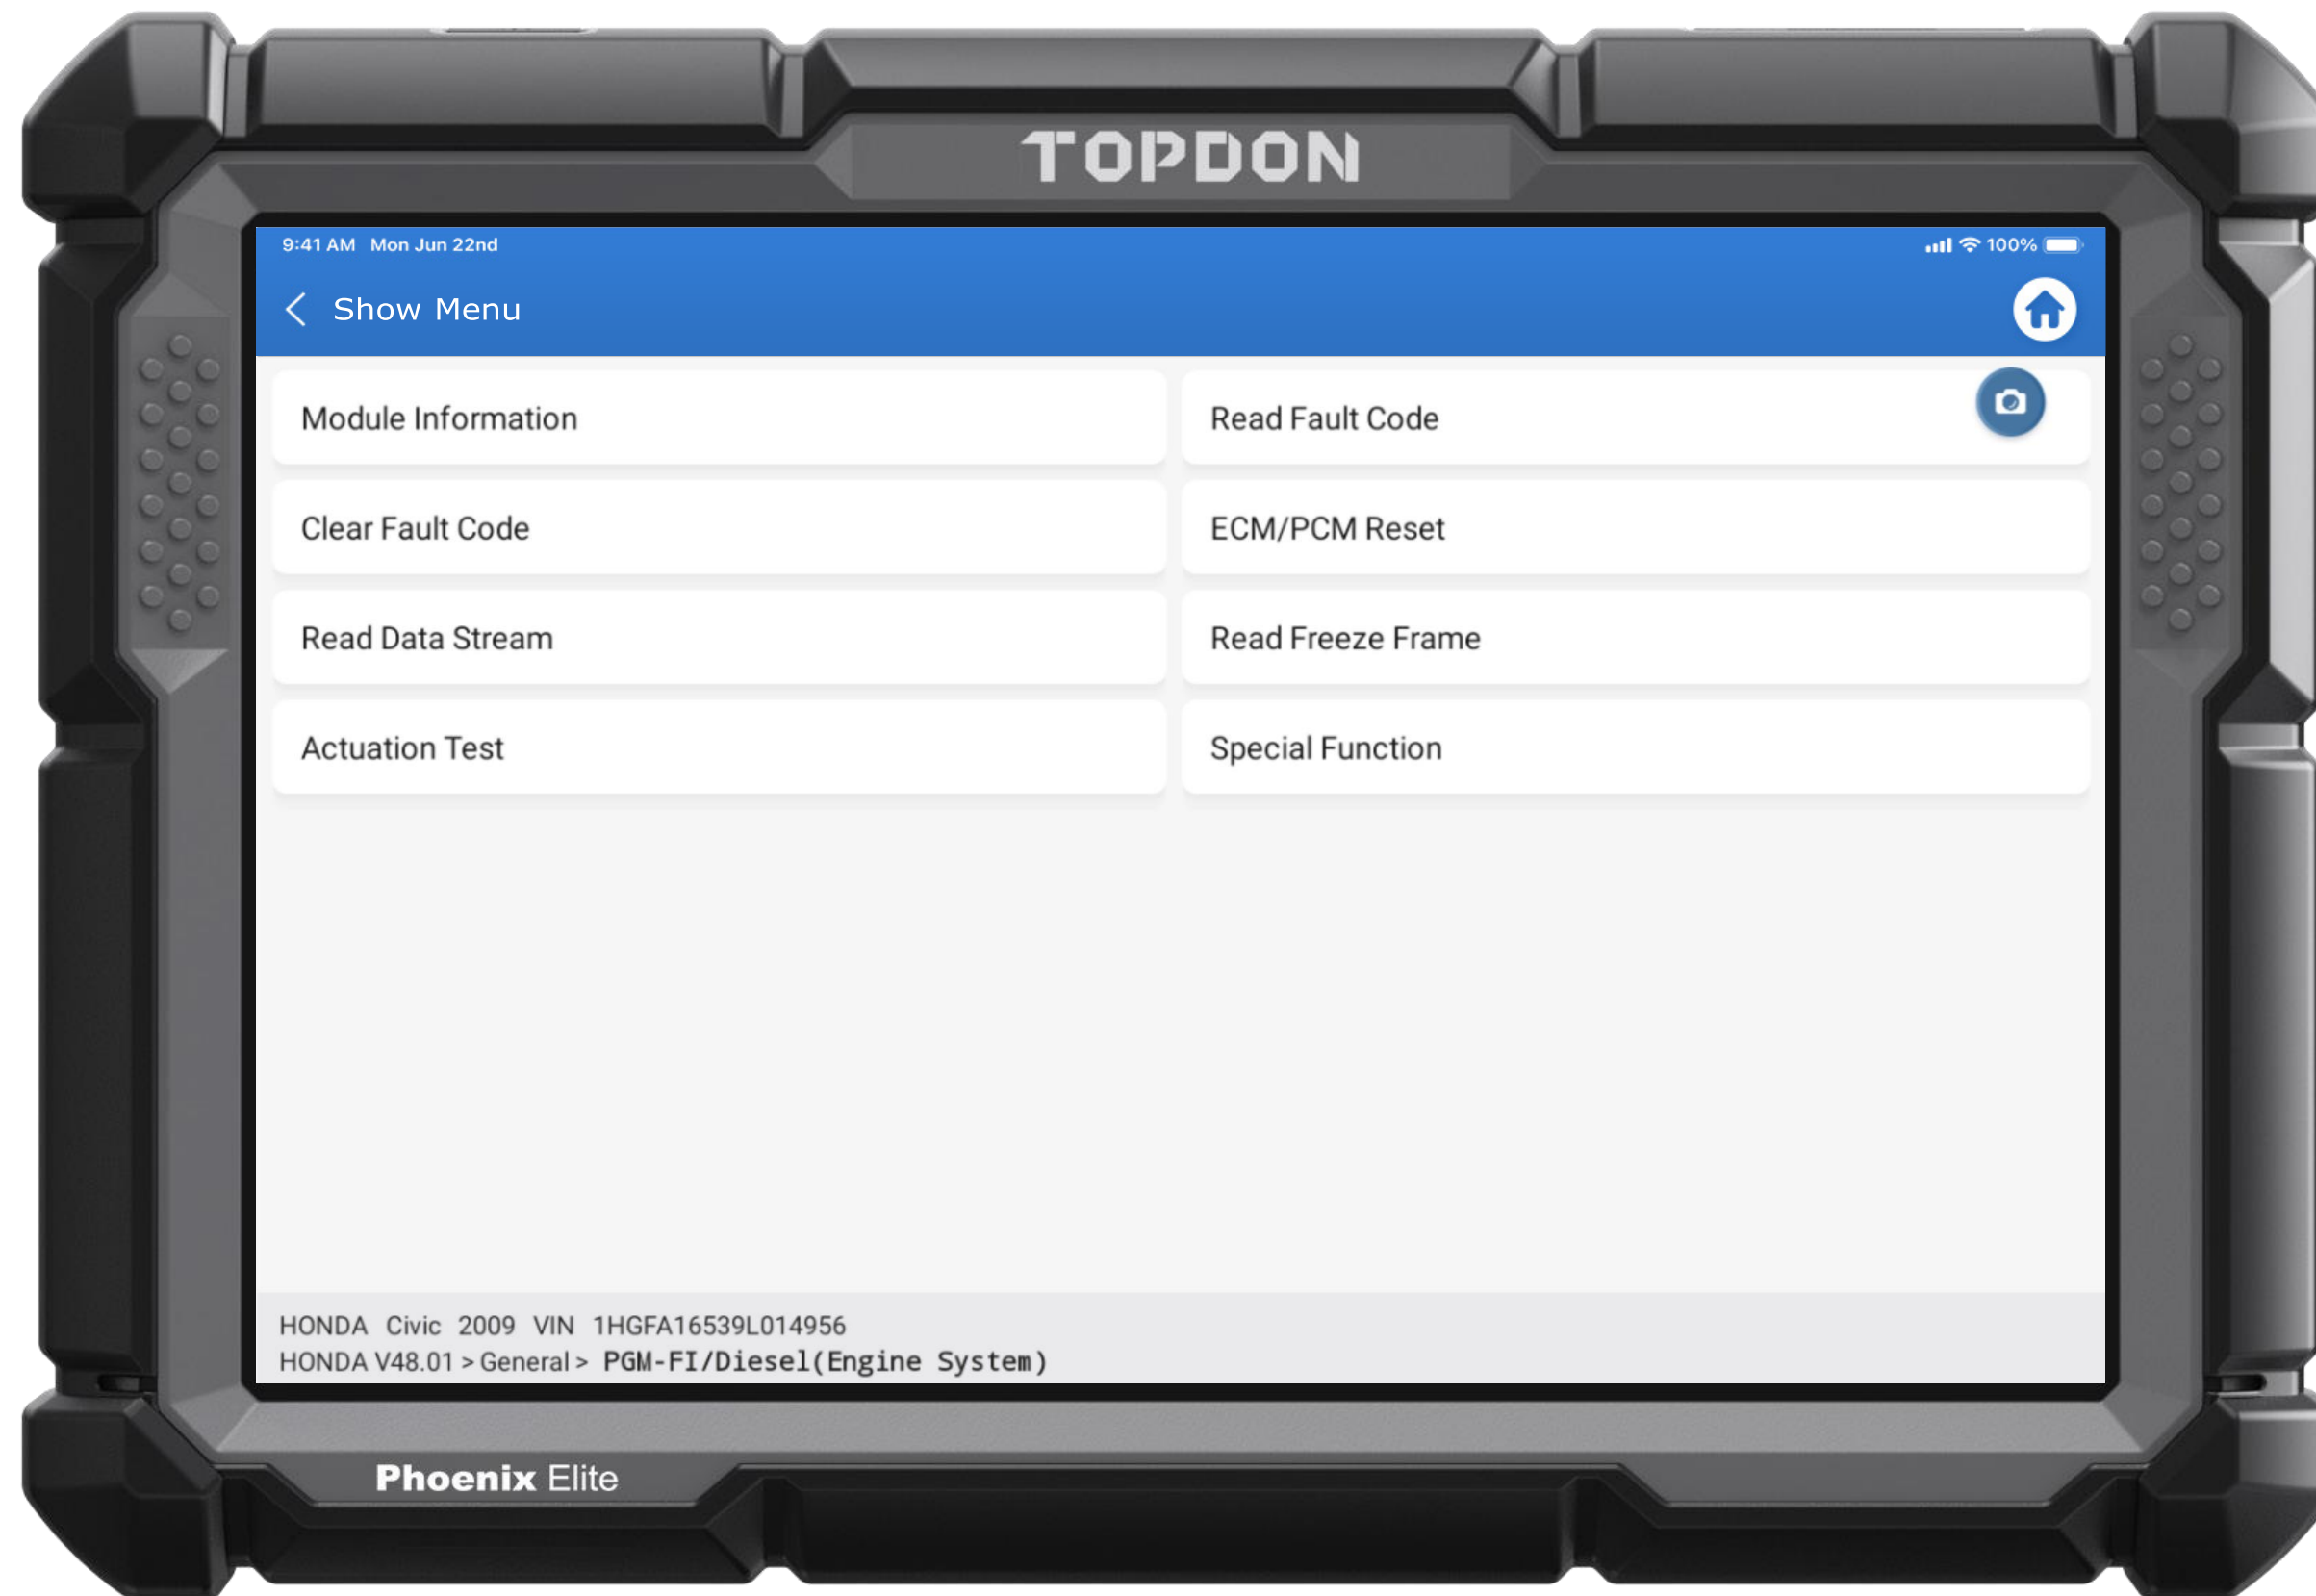 TOPDON
9:41 AM Mon Jun 22nd 100%
Show Menu
Module Information
Read Fault Code
Clear Fault Code
ECM/PCM Reset
Read Data Stream
Read Freeze Frame
Actuation Test
Special Function
HONDA Civic 2009 VIN 1HGFA16539L014956
HONDA V48.01 > General > PGM-FI/Diesel(Engine System)
Phoenix Elite